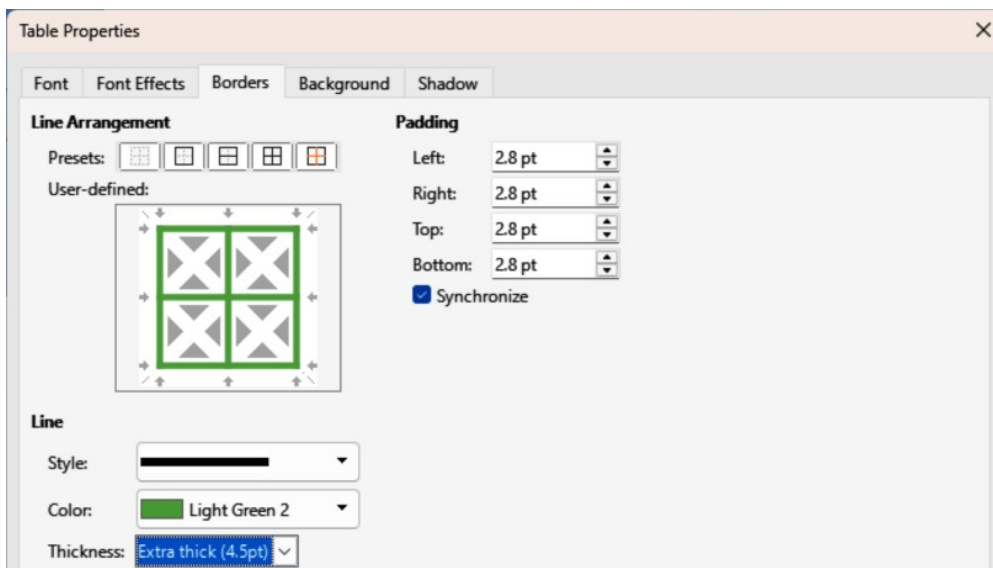 Table Properties
Font Font Effects Borders Background Shadow
Line Arrangement
Presets:
User-defined:
Padding
Left: 2.8 pt
Right: 2.8 pt
Top: 2.8 pt
Bottom: 2.8 pt
Synchronize
Line
Style:
Color: Light Green 2
Thickness: Extra thick (4.5pt)